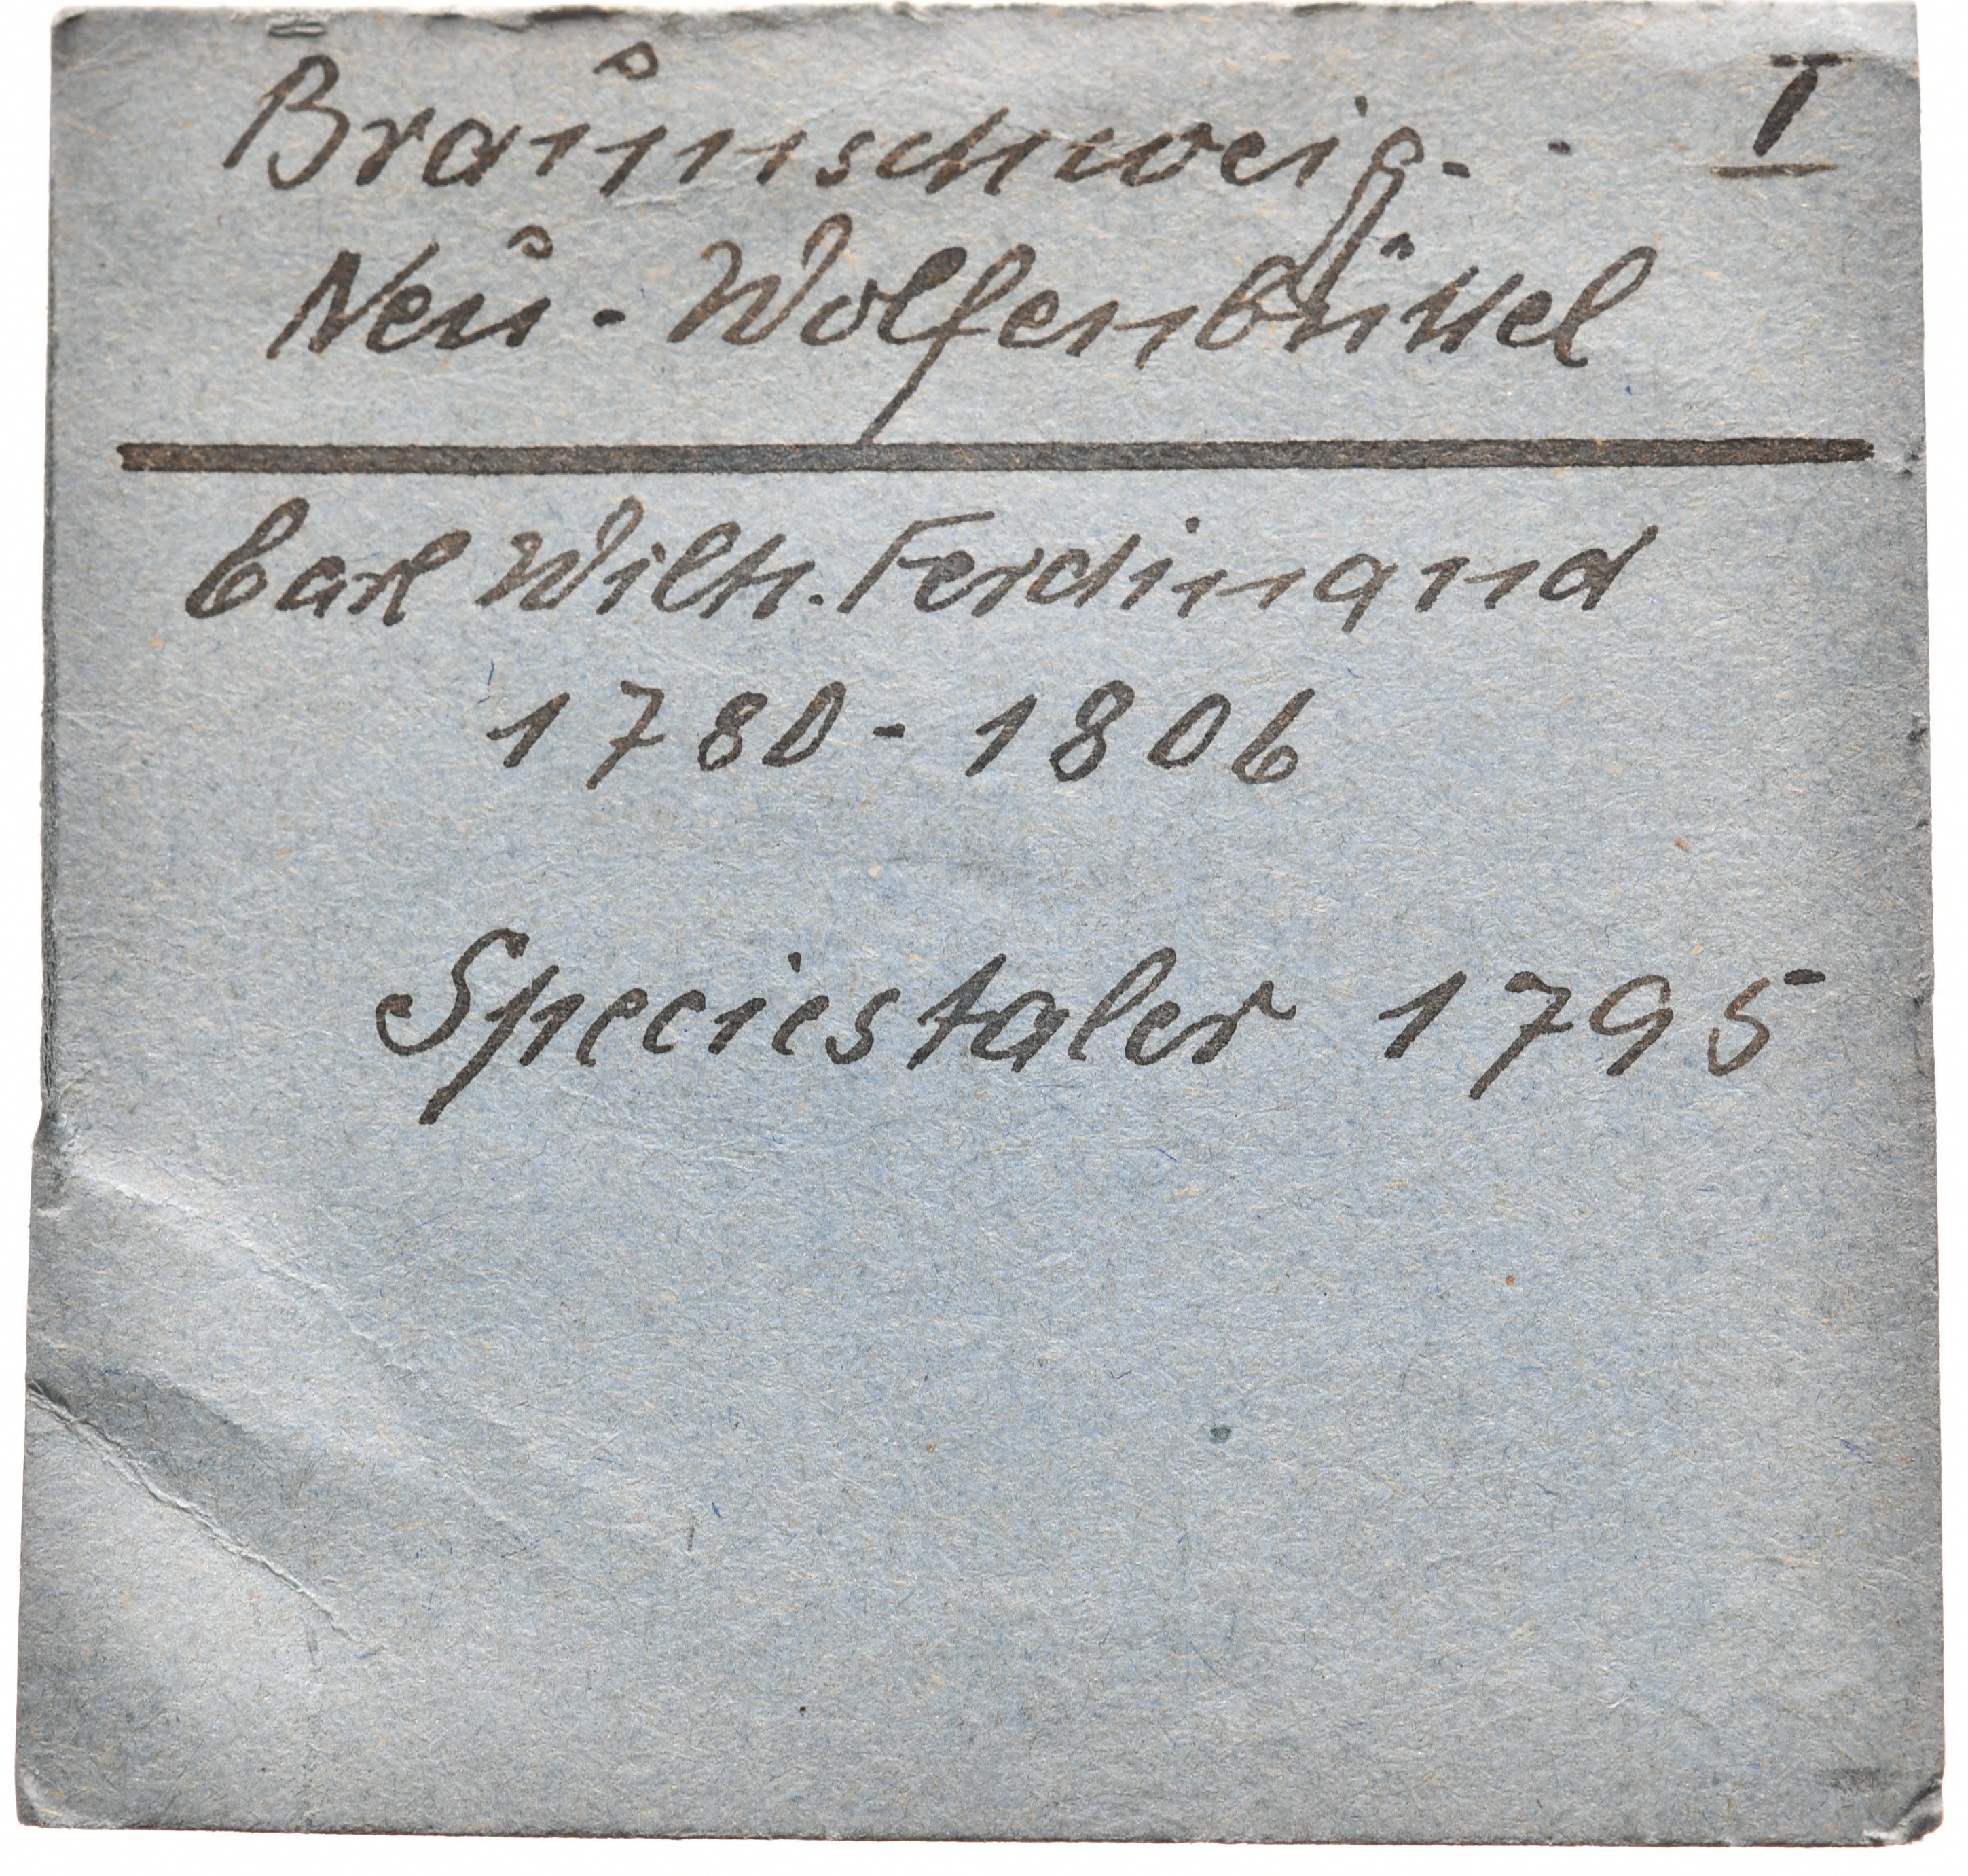 Braunschweig- I
Neu-Wolfenbüttel
Carl Wilh. Ferdinand
1780-1806
Speciestaler 1795